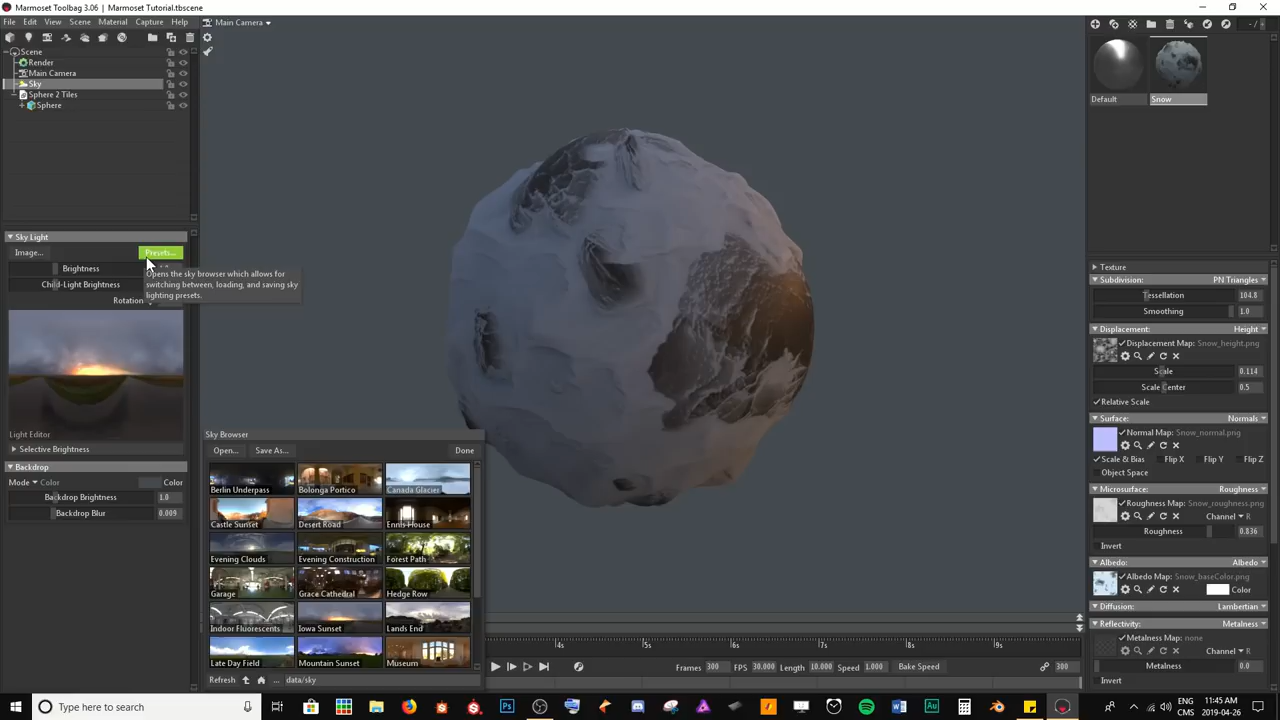 Marmoset Toolbag 3.06 - Marmoset Tutorial.tbscene
File Edit View Scene Material Capture Help
Main Camera
Scene
Render
Main Camera
Sky
Sphere 2 Tiles
Sphere
Default
Snow
Sky Light
Image...
Presets...
Brightness
Child-Light Brightness
Rotation
Opens the sky browser which allows for
switching between, loading, and saving sky
lighting presets.
Light Editor
Selective Brightness
Backdrop
Mode Color
Color
Backdrop Brightness 1.0
Backdrop Blur 0.009
Sky Browser
Open... Save As... Done
Berlin Underpass Bolonga Portico Canada Glacier
Castle Sunset Desert Road Ennis House
Evening Clouds Evening Construction Forest Path
Garage Grace Cathedral Hedge Row
Indoor Fluorescents Iowa Sunset Lands End
Late Day Field Mountain Sunset Museum
Refresh ... data/sky
4s 5s 6s 7s 8s 9s
Frames 300 FPS 30.000 Length 10.000 Speed 1.000 Bake Speed 300
Texture
Subdivision: PN Triangles
Tessellation 104.8
Smoothing 1.0
Displacement: Height
Displacement Map: Snow_height.png
Scale 0.114
Scale Center 0.5
Relative Scale
Surface: Normals
Normal Map: Snow_normal.png
Scale & Bias Flip X Flip Y Flip Z
Object Space
Microsurface: Roughness
Roughness Map: Snow_roughness.png
Channel R
Roughness 0.836
Invert
Albedo: Albedo
Albedo Map: Snow_baseColor.png
Color
Diffusion: Lambertian
Reflectivity: Metalness
Metalness Map: none
Channel R
Metalness 0.0
Invert
Type here to search
ENG
CMS
11:45 AM
2019-04-26